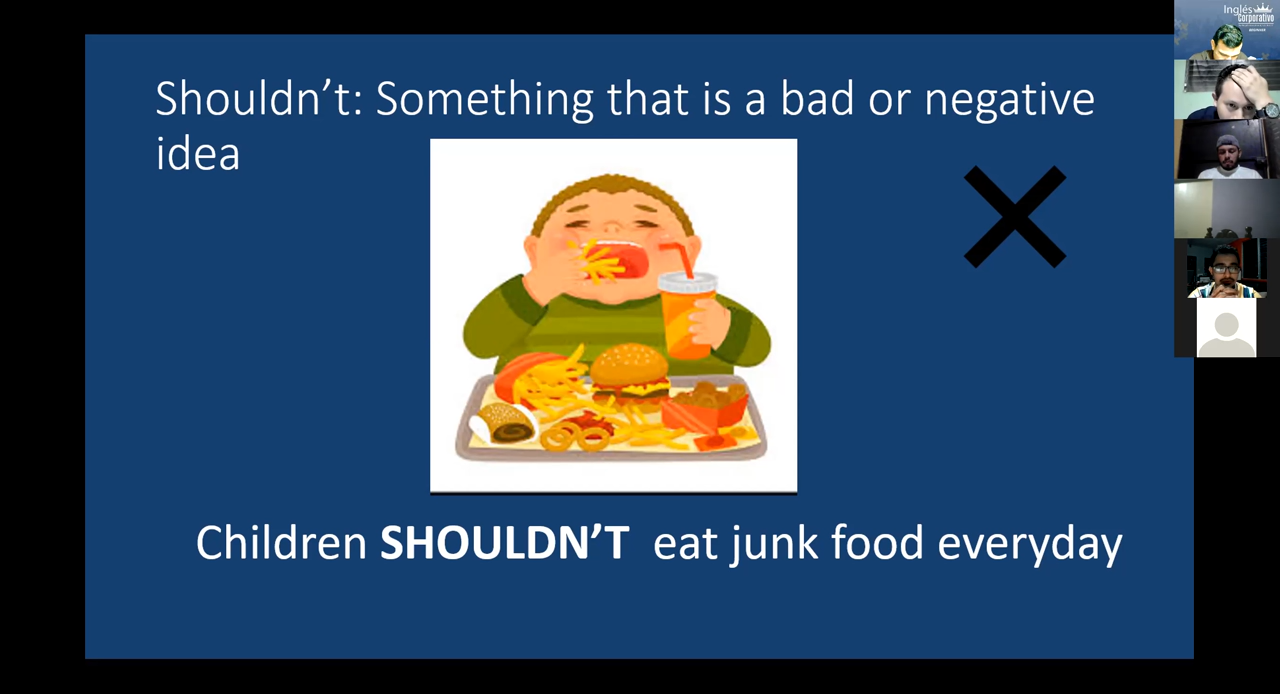 Shouldn’t: Something that is a bad or negative
idea
Children SHOULDN’T eat junk food everyday
Inglés
Corporativo